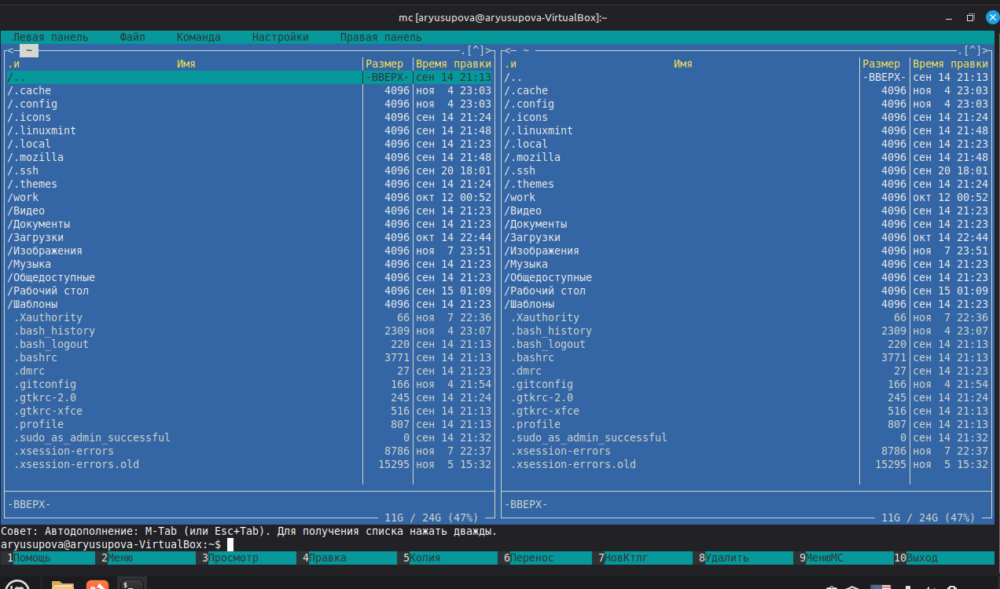 mc [aryusupova@aryusupova-VirtualBox]:~
Левая панель Файл Команда Настройки Правая панель
<─ ~ ─.[^]>┐ <─ ~ ─.[^]>┐
.и Имя Размер Время правки .и Имя Размер Время правки
/.. -ВВЕРХ- сен 14 21:13 /.. -ВВЕРХ- сен 14 21:13
/.cache 4096 ноя 4 23:03 /.cache 4096 ноя 4 23:03
/.config 4096 ноя 4 23:03 /.config 4096 ноя 4 23:03
/.icons 4096 сен 14 21:24 /.icons 4096 сен 14 21:24
/.linuxmint 4096 сен 14 21:48 /.linuxmint 4096 сен 14 21:48
/.local 4096 сен 14 21:23 /.local 4096 сен 14 21:23
/.mozilla 4096 сен 14 21:48 /.mozilla 4096 сен 14 21:48
/.ssh 4096 сен 20 18:01 /.ssh 4096 сен 20 18:01
/.themes 4096 сен 14 21:24 /.themes 4096 сен 14 21:24
/work 4096 окт 12 00:52 /work 4096 окт 12 00:52
/Видео 4096 сен 14 21:23 /Видео 4096 сен 14 21:23
/Документы 4096 сен 14 21:23 /Документы 4096 сен 14 21:23
/Загрузки 4096 окт 14 22:44 /Загрузки 4096 окт 14 22:44
/Изображения 4096 ноя 7 23:51 /Изображения 4096 ноя 7 23:51
/Музыка 4096 сен 14 21:23 /Музыка 4096 сен 14 21:23
/Общедоступные 4096 сен 14 21:23 /Общедоступные 4096 сен 14 21:23
/Рабочий стол 4096 сен 15 01:09 /Рабочий стол 4096 сен 15 01:09
/Шаблоны 4096 сен 14 21:23 /Шаблоны 4096 сен 14 21:23
.Xauthority 66 ноя 7 22:36 .Xauthority 66 ноя 7 22:36
.bash_history 2309 ноя 4 23:07 .bash_history 2309 ноя 4 23:07
.bash_logout 220 сен 14 21:13 .bash_logout 220 сен 14 21:13
.bashrc 3771 сен 14 21:13 .bashrc 3771 сен 14 21:13
.dmrc 27 сен 14 21:23 .dmrc 27 сен 14 21:23
.gitconfig 166 ноя 4 21:54 .gitconfig 166 ноя 4 21:54
.gtkrc-2.0 245 сен 14 21:24 .gtkrc-2.0 245 сен 14 21:24
.gtkrc-xfce 516 сен 14 21:13 .gtkrc-xfce 516 сен 14 21:13
.profile 807 сен 14 21:13 .profile 807 сен 14 21:13
.sudo_as_admin_successful 0 сен 14 21:32 .sudo_as_admin_successful 0 сен 14 21:32
.xsession-errors 8786 ноя 7 22:37 .xsession-errors 8786 ноя 7 22:37
.xsession-errors.old 15295 ноя 5 15:32 .xsession-errors.old 15295 ноя 5 15:32
-ВВЕРХ- -ВВЕРХ-
11G / 24G (47%) 11G / 24G (47%)
Совет: Автодополнение: M-Tab (или Esc+Tab). Для получения списка нажать дважды.
aryusupova@aryusupova-VirtualBox:~$
1Помощь 2Меню 3Просмотр 4Правка 5Копия 6Перенос 7НовКтлг 8Удалить 9МенюМС 10Выход